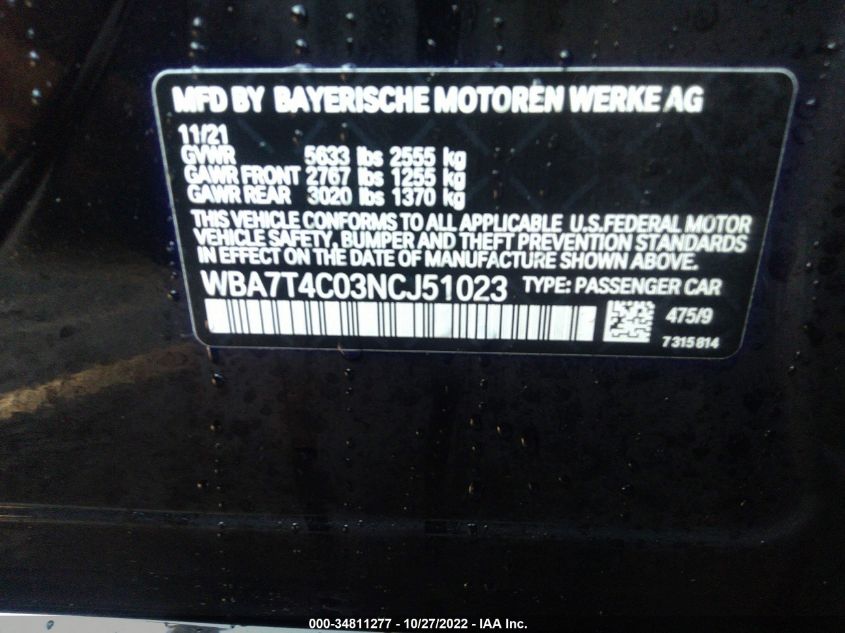 MFD BY BAYERISCHE MOTOREN WERKE AG
11/21
GVWR 5633 lbs 2555 kg
GAWR FRONT 2767 lbs 1255 kg
GAWR REAR 3020 lbs 1370 kg
THIS VEHICLE CONFORMS TO ALL APPLICABLE U.S.FEDERAL MOTOR
VEHICLE SAFETY, BUMPER AND THEFT PREVENTION STANDARDS
IN EFFECT ON THE DATE OF MANUFACTURE SHOWN ABOVE.
WBA7T4C03NCJ51023 TYPE: PASSENGER CAR
475/9
7315814
000-34811277 - 10/27/2022 - IAA Inc.